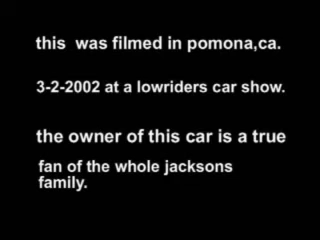 this was filmed in pomona,ca.
3-2-2002 at a lowriders car show.
the owner of this car is a true
fan of the whole jacksons
family.